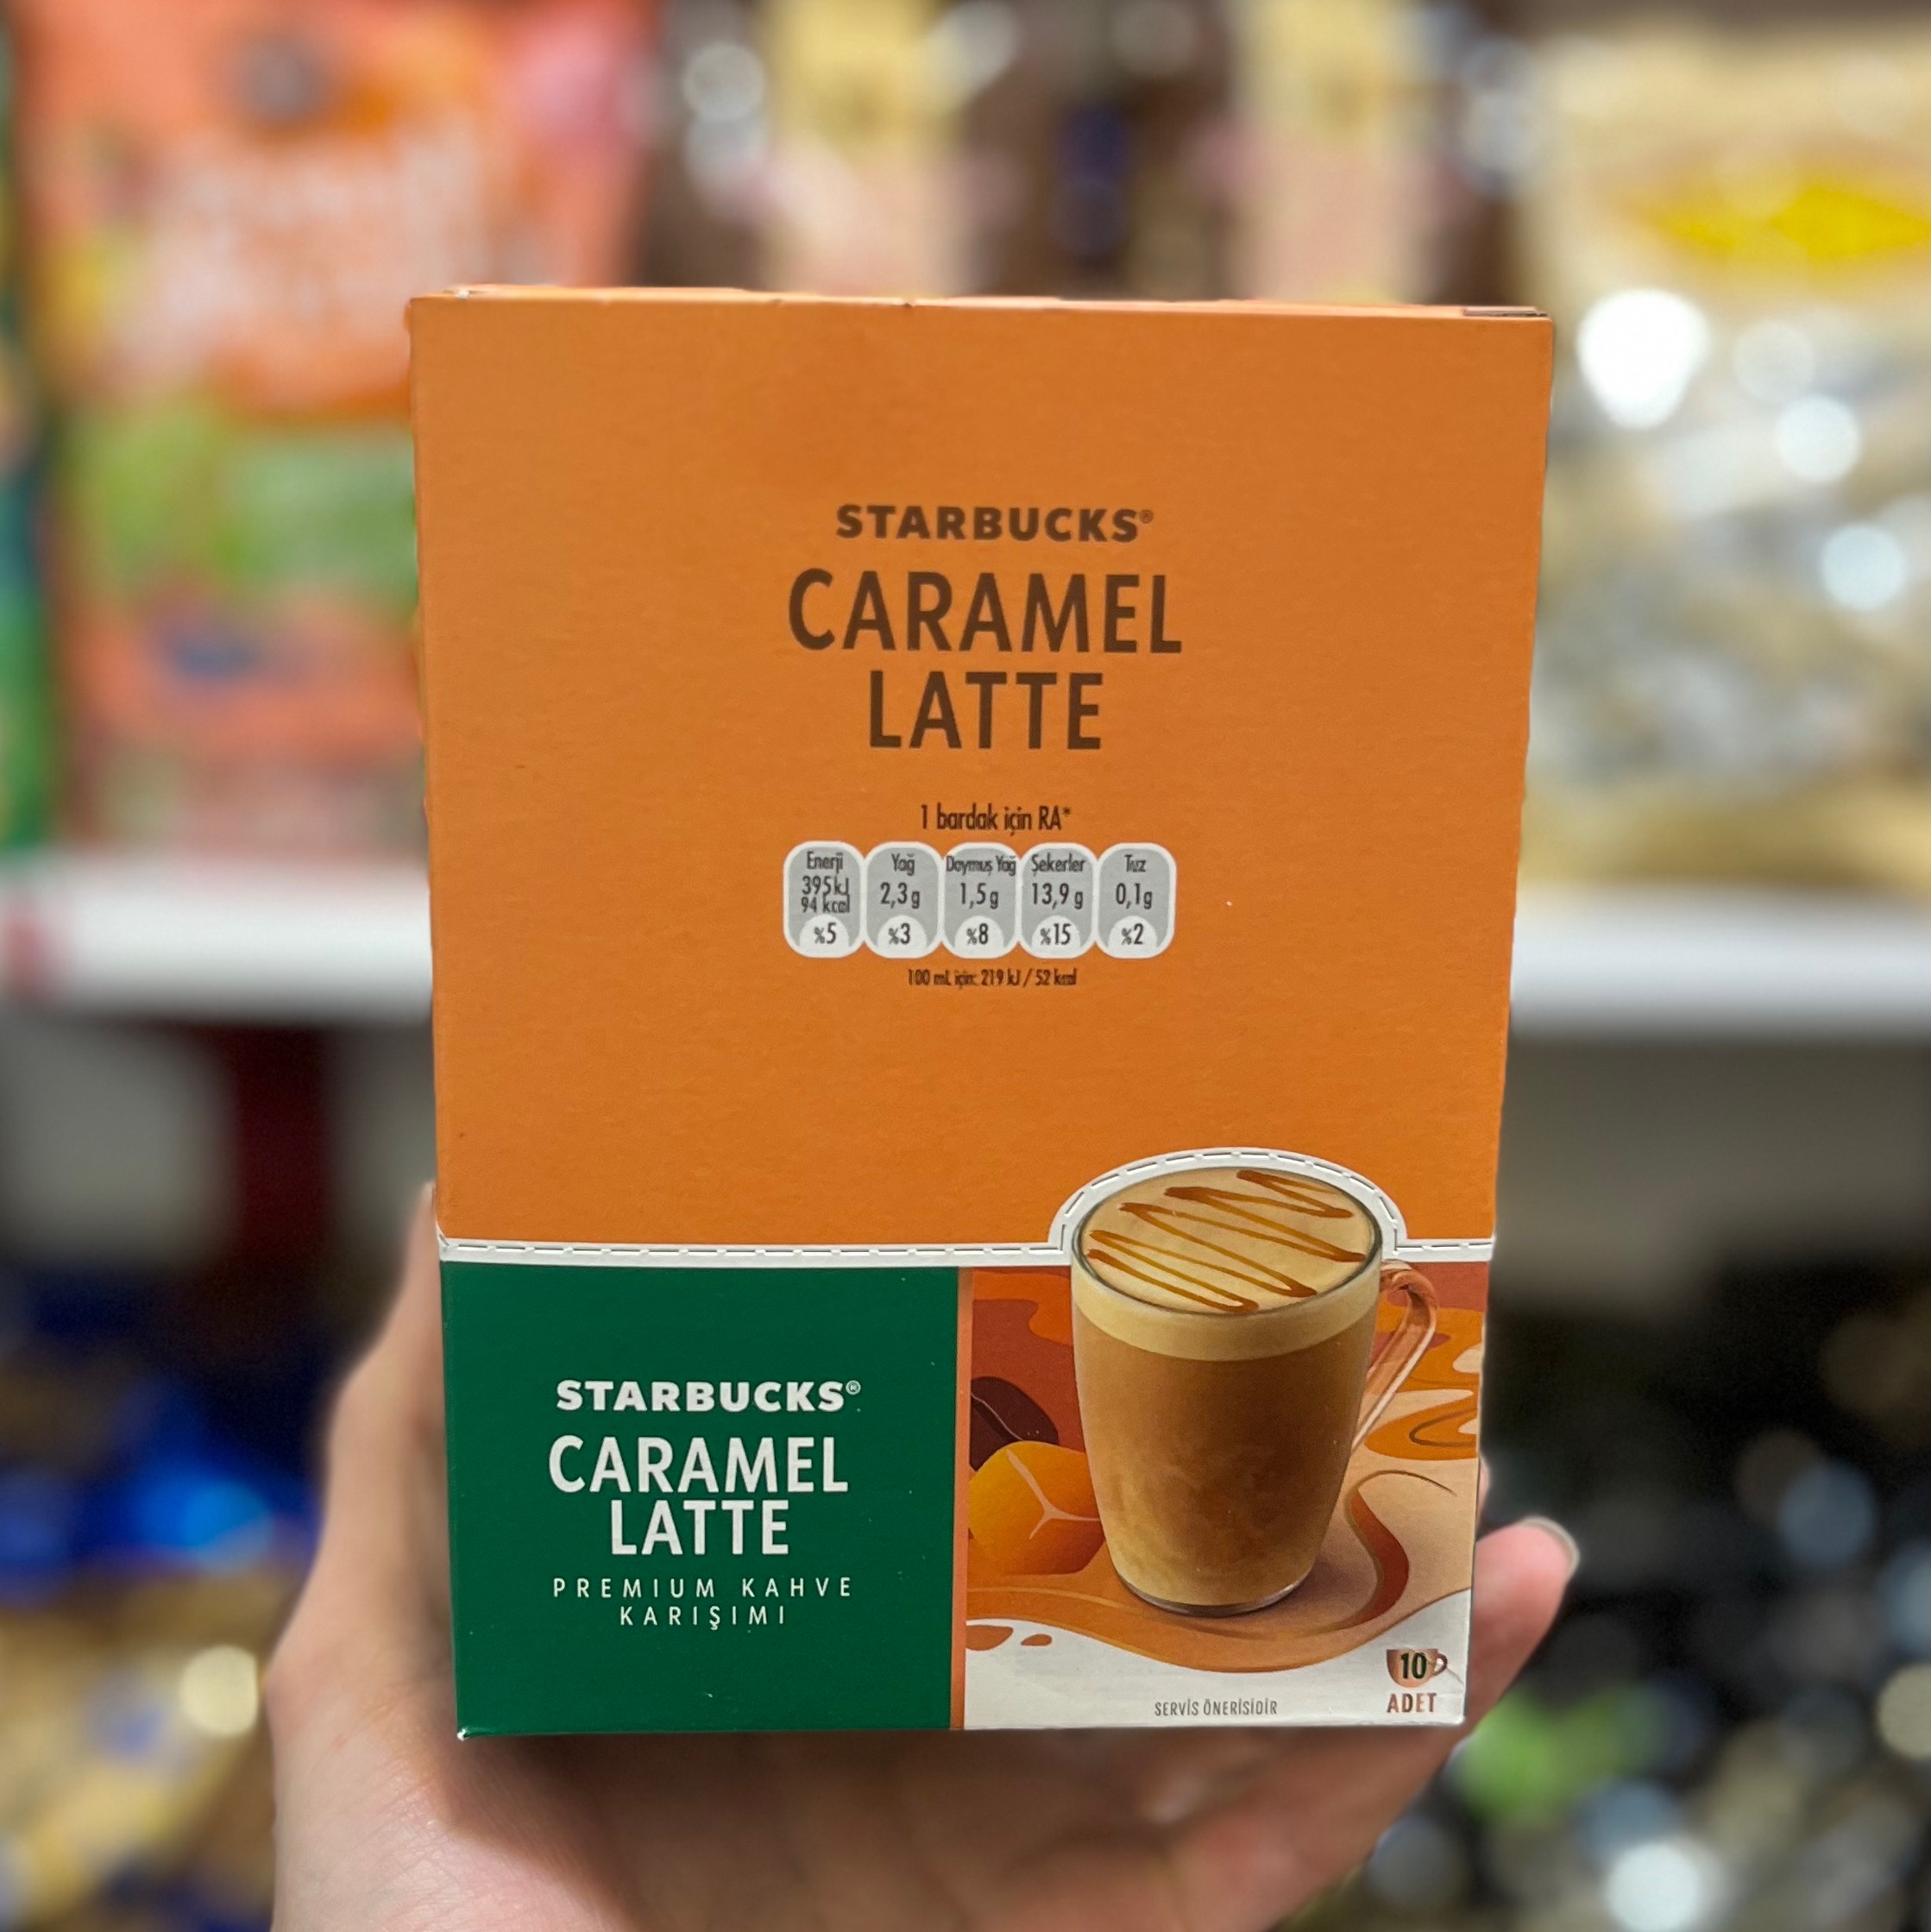 STARBUCKS®
CARAMEL
LATTE
1 bardak için RA*
Enerji Yağ Doymuş Yağ Şekerler Tuz
395 kJ 2,3 g 1,5 g 13,9 g 0,1g
94 kcal
%5 %3 %8 %15 %2
100 mL için: 219 kJ / 52 kcal
STARBUCKS®
CARAMEL
LATTE
PREMIUM KAHVE
KARIŞIMI
10
ADET
SERVİS ÖNERİSİDİR